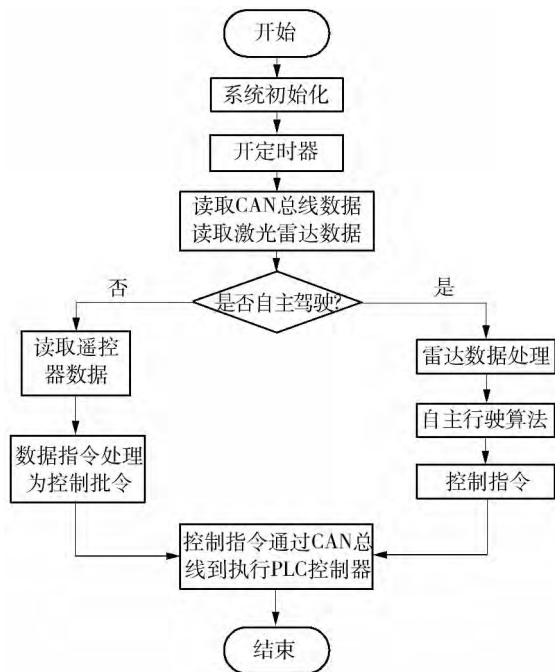 开始
系统初始化
开定时器
读取CAN总线数据
读取激光雷达数据
是否自主驾驶?
否
是
读取遥控
器数据
数据指令处理
为控制批令
雷达数据处理
自主行驶算法
控制指令
控制指令通过CAN总
线到执行PLC控制器
结束